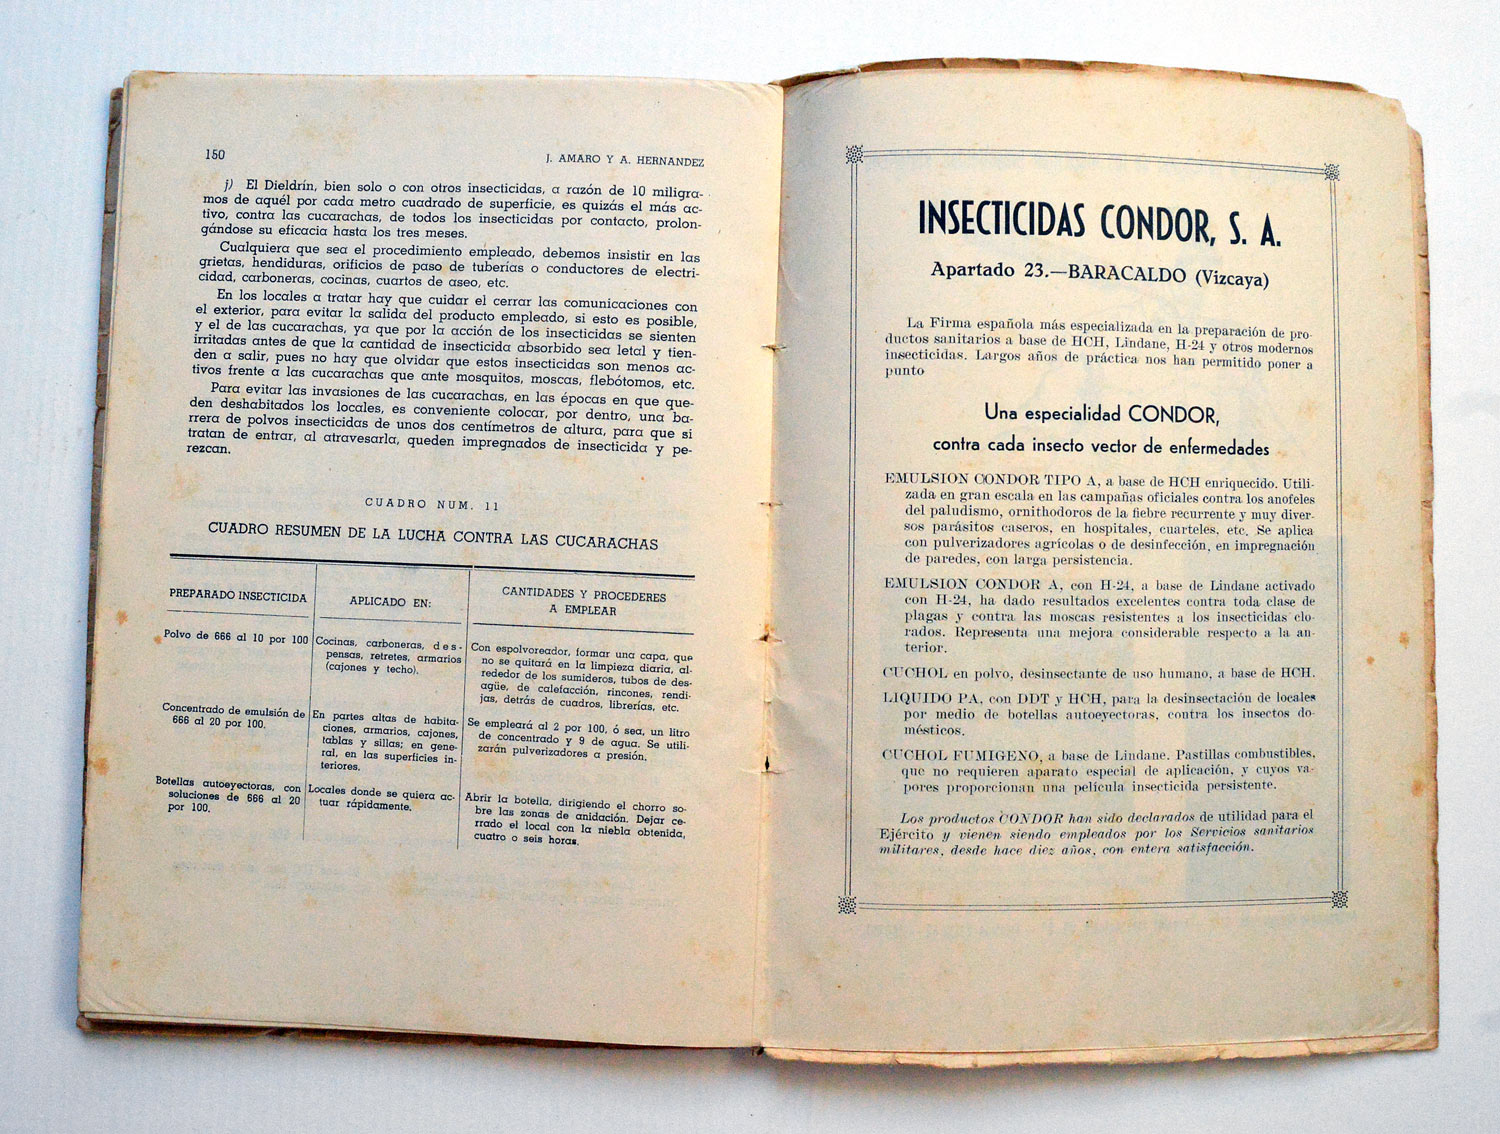 150
J. AMARO Y A. HERNANDEZ
j) El Dieldrín, bien solo o con otros insecticidas, a razón de 10 miligra-
mos de aquél por cada metro cuadrado de superficie, es quizás el más ac-
tivo, contra las cucarachas, de todos los insecticidas por contacto, prolon-
gándose su eficacia hasta los tres meses.
Cualquiera que sea el procedimiento empleado, debemos insistir en las
grietas, hendiduras, orificios de paso de tuberías o conductores de electri-
cidad, carboneras, cocinas, cuartos de aseo, etc.
En los locales a tratar hay que cuidar el cerrar las comunicaciones con
el exterior, para evitar la salida del producto empleado, si esto es posible,
y el de las cucarachas, ya que por la acción de los insecticidas se sienten
irritadas antes de que la cantidad de insecticida absorbido sea letal y tien-
den a salir, pues no hay que olvidar que estos insecticidas son menos ac-
tivos frente a las cucarachas que ante mosquitos, moscas, flebótomos, etc.
Para evitar las invasiones de las cucarachas, en las épocas en que que-
den deshabitados los locales, es conveniente colocar, por dentro, una ba-
rrera de polvos insecticidas de unos dos centímetros de altura, para que si
tratan de entrar, al atravesarla, queden impregnados de insecticida y pe-
rezcan.
CUADRO NUM. 11
CUADRO RESUMEN DE LA LUCHA CONTRA LAS CUCARACHAS
PREPARADO INSECTICIDA
APLICADO EN:
CANTIDADES Y PROCEDERES
A EMPLEAR
Polvo de 666 al 10 por 100
Cocinas, carboneras, des-
pensas, retretes, armarios
(cajones y techo).
Con espolvoreador, formar una capa, que
no se quitará en la limpieza diaria, al-
rededor de los sumideros, tubos de des-
agüe, de calefacción, rincones, rendi-
jas, detrás de cuadros, librerías, etc.
Concentrado de emulsión de
666 al 20 por 100.
En partes altas de habita-
ciones, armarios, cajones,
tablas y sillas; en gene-
ral, en las superficies in-
teriores.
Se empleará al 2 por 100, ó sea, un litro
de concentrado y 9 de agua. Se utili-
zarán pulverizadores a presión.
Botellas autoeyectoras, con
soluciones de 666 al 20
por 100.
Locales donde se quiera ac-
tuar rápidamente.
Abrir la botella, dirigiendo el chorro so-
bre las zonas de anidación. Dejar ce-
rrado el local con la niebla obtenida,
cuatro o seis horas.
INSECTICIDAS CONDOR, S. A.
Apartado 23.—BARACALDO (Vizcaya)
La Firma española más especializada en la preparación de pro-
ductos sanitarios a base de HCH, Lindane, H-24 y otros modernos
insecticidas. Largos años de práctica nos han permitido poner a
punto
Una especialidad CONDOR,
contra cada insecto vector de enfermedades
EMULSION CONDOR TIPO A, a base de HCH enriquecido. Utili-
zada en gran escala en las campañas oficiales contra los anofeles
del paludismo, ornithodoros de la fiebre recurrente y muy diver-
sos parásitos caseros, en hospitales, cuarteles, etc. Se aplica
con pulverizadores agrícolas o de desinfección, en impregnación
de paredes, con larga persistencia.
EMULSION CONDOR A, con H-24, a base de Lindane activado
con H-24, ha dado resultados excelentes contra toda clase de
plagas y contra las moscas resistentes a los insecticidas clo-
rados. Representa una mejora considerable respecto a la an-
terior.
CUCHOL en polvo, desinsectante de uso humano, a base de HCH.
LIQUIDO PA, con DDT y HCH, para la desinsectación de locales
por medio de botellas autoeyectoras, contra los insectos do-
mésticos.
CUCHOL FUMIGENO, a base de Lindane. Pastillas combustibles,
que no requieren aparato especial de aplicación, y cuyos va-
pores proporcionan una película insecticida persistente.
Los productos CONDOR han sido declarados de utilidad para el
Ejército y vienen siendo empleados por los Servicios sanitarios
militares, desde hace diez años, con entera satisfacción.